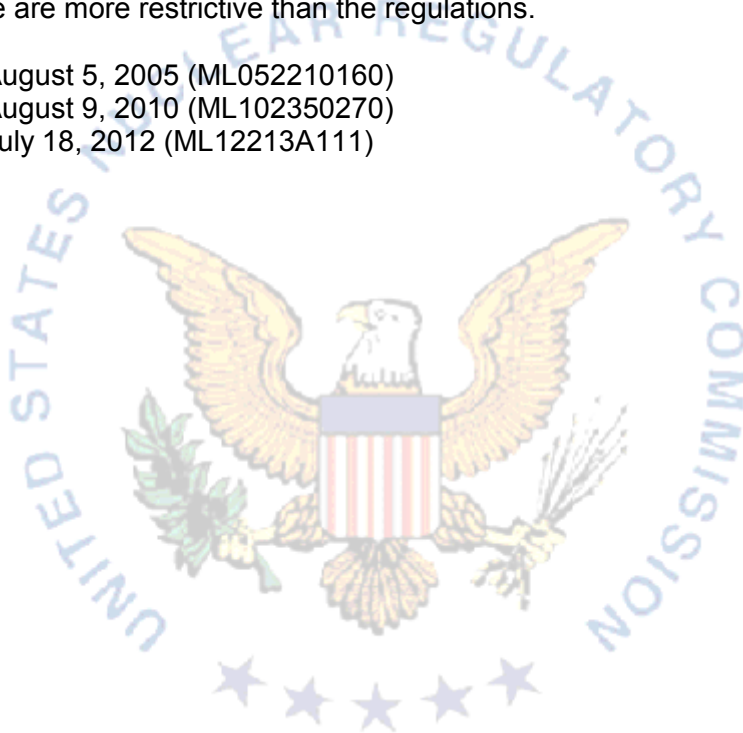 e are more restrictive than the regulations.
ugust 5, 2005 (ML052210160)
ugust 9, 2010 (ML102350270)
uly 18, 2012 (ML12213A111)
UNITED STATES NUCLEAR REGULATORY COMMISSION